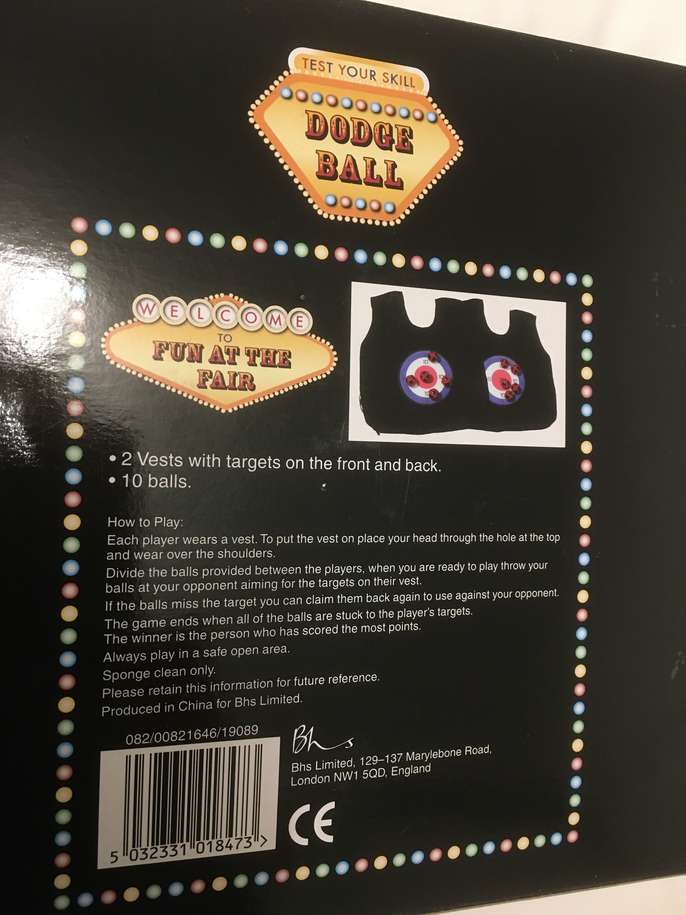 TEST YOUR SKILL
DODGE
BALL
WELCOME
TO
FUN AT THE
FAIR
• 2 Vests with targets on the front and back.
• 10 balls.
How to Play:
Each player wears a vest. To put the vest on place your head through the hole at the top
and wear over the shoulders.
Divide the balls provided between the players, when you are ready to play throw your
balls at your opponent aiming for the targets on their vest.
If the balls miss the target you can claim them back again to use against your opponent.
The game ends when all of the balls are stuck to the player's targets.
The winner is the person who has scored the most points.
Always play in a safe open area.
Sponge clean only.
Please retain this information for future reference.
Produced in China for Bhs Limited.
082/00821646/19089
Bhs
Bhs Limited, 129–137 Marylebone Road,
London NW1 5QD, England
CE
5 032331 018473 >